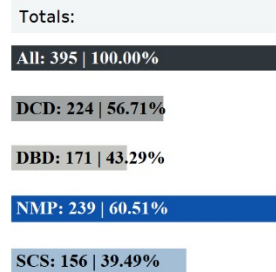 Totals:
All: 395 | 100.00%
DCD: 224 | 56.71%
DBD: 171 | 43.29%
NMP: 239 | 60.51%
SCS: 156 | 39.49%